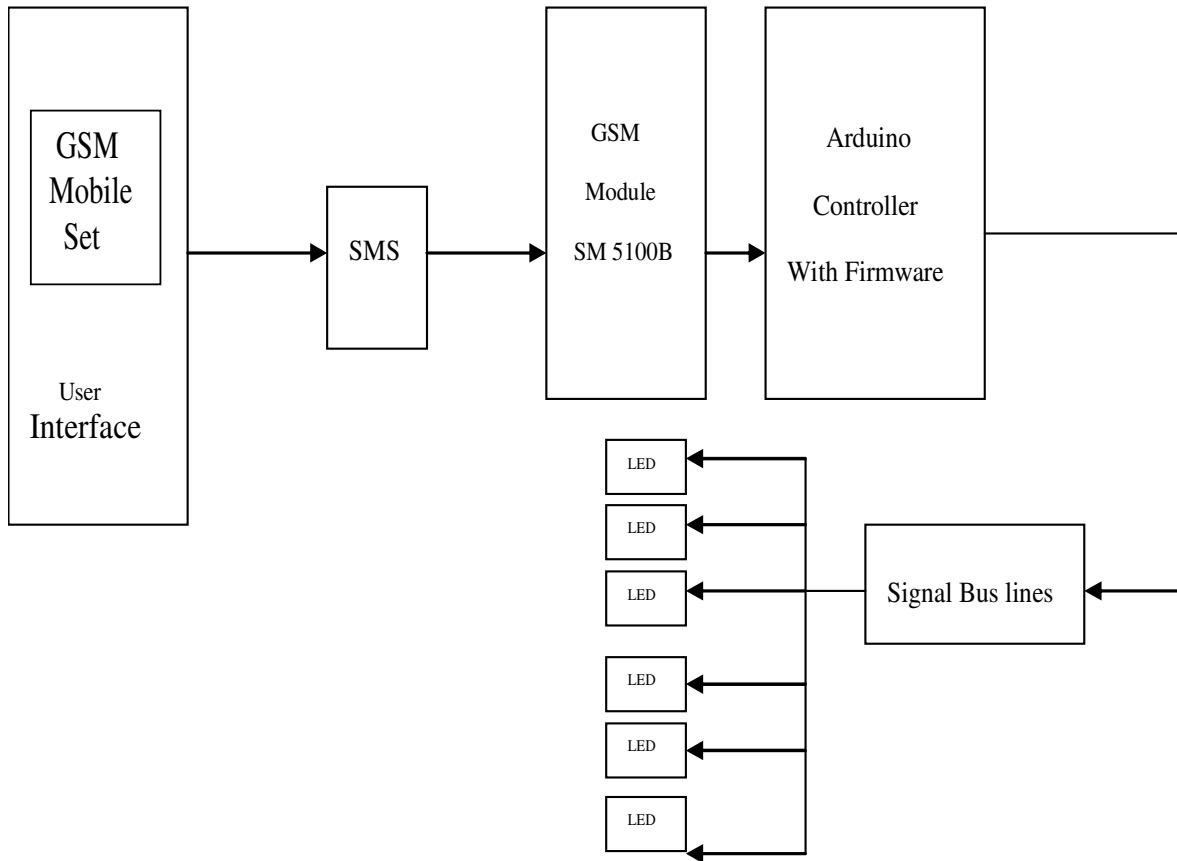 GSM
Mobile
Set
User
Interface
SMS
GSM
Module
SM 5100B
Arduino
Controller
With Firmware
LED
LED
LED
LED
LED
LED
Signal Bus lines